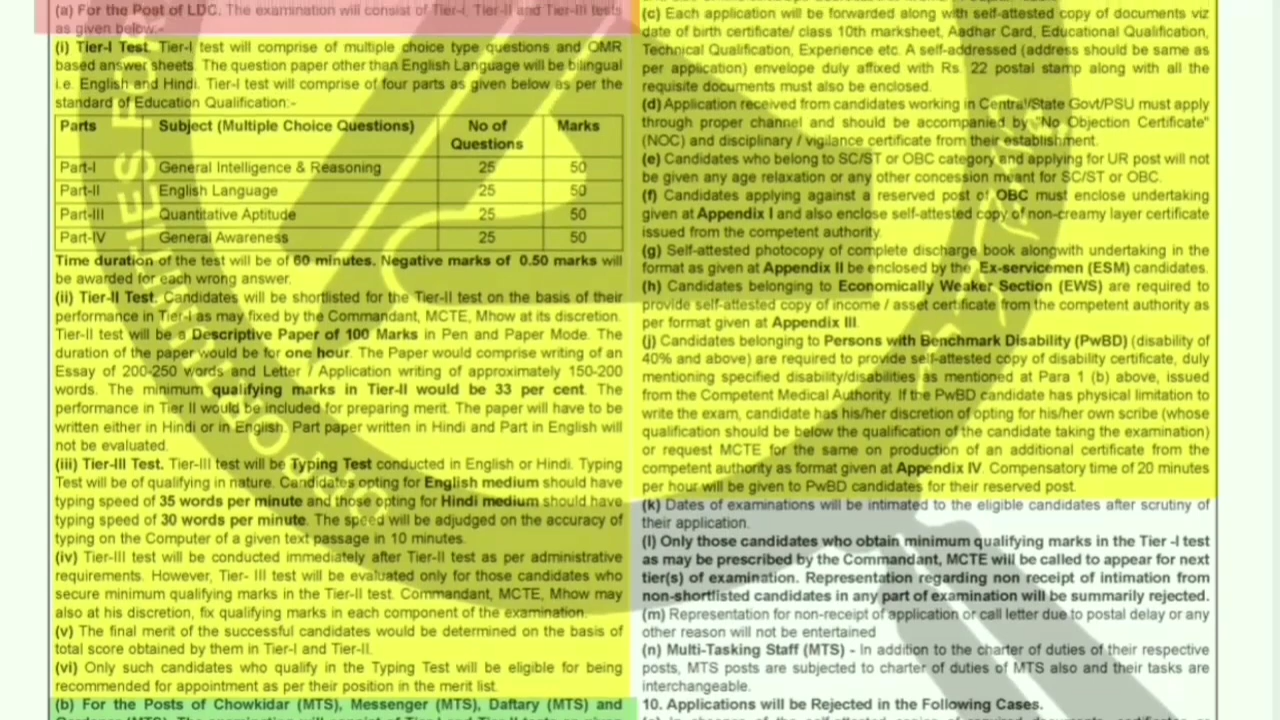 (a) For the Post of LDC. The examination will consist of Tier-I, Tier-II and Tier-III tests
as given below:-
(i) Tier-I Test. Tier-I test will comprise of multiple choice type questions and OMR
based answer sheets. The question paper other than English Language will be bilingual
i.e. English and Hindi. Tier-I test will comprise of four parts as given below as per the
standard of Education Qualification:-
Parts Subject (Multiple Choice Questions) No of Questions Marks
Part-I General Intelligence & Reasoning 25 50
Part-II English Language 25 50
Part-III Quantitative Aptitude 25 50
Part-IV General Awareness 25 50
Time duration of the test will be of 60 minutes. Negative marks of 0.50 marks will
be awarded for each wrong answer.
(ii) Tier-II Test. Candidates will be shortlisted for the Tier-II test on the basis of their
performance in Tier-I as may fixed by the Commandant, MCTE, Mhow at its discretion.
Tier-II test will be a Descriptive Paper of 100 Marks in Pen and Paper Mode. The
duration of the paper would be for one hour. The Paper would comprise writing of an
Essay of 200-250 words and Letter / Application writing of approximately 150-200
words. The minimum qualifying marks in Tier-II would be 33 per cent. The
performance in Tier II would be included for preparing merit. The paper will have to be
written either in Hindi or in English. Part paper written in Hindi and Part in English will
not be evaluated.
(iii) Tier-III Test. Tier-III test will be Typing Test conducted in English or Hindi. Typing
Test will be of qualifying in nature. Candidates opting for English medium should have
typing speed of 35 words per minute and those opting for Hindi medium should have
typing speed of 30 words per minute. The speed will be adjudged on the accuracy of
typing on the Computer of a given text passage in 10 minutes.
(iv) Tier-III test will be conducted immediately after Tier-II test as per administrative
requirements. However, Tier- III test will be evaluated only for those candidates who
secure minimum qualifying marks in the Tier-II test. Commandant, MCTE, Mhow may
also at his discretion, fix qualifying marks in each component of the examination.
(v) The final merit of the successful candidates would be determined on the basis of
total score obtained by them in Tier-I and Tier-II.
(vi) Only such candidates who qualify in the Typing Test will be eligible for being
recommended for appointment as per their position in the merit list.
(b) For the Posts of Chowkidar (MTS), Messenger (MTS), Daftary (MTS) and
(c) Each application will be forwarded along with self-attested copy of documents viz
date of birth certificate/ class 10th marksheet, Aadhar Card, Educational Qualification,
Technical Qualification, Experience etc. A self-addressed (address should be same as
per application) envelope duly affixed with Rs. 22 postal stamp along with all the
requisite documents must also be enclosed.
(d) Application received from candidates working in Central/State Govt/PSU must apply
through proper channel and should be accompanied by "No Objection Certificate"
(NOC) and disciplinary / vigilance certificate from their establishment.
(e) Candidates who belong to SC/ST or OBC category and applying for UR post will not
be given any age relaxation or any other concession meant for SC/ST or OBC.
(f) Candidates applying against a reserved post of OBC must enclose undertaking
given at Appendix I and also enclose self-attested copy of non-creamy layer certificate
issued from the competent authority.
(g) Self-attested photocopy of complete discharge book alongwith undertaking in the
format as given at Appendix II be enclosed by the Ex-servicemen (ESM) candidates.
(h) Candidates belonging to Economically Weaker Section (EWS) are required to
provide self-attested copy of income / asset certificate from the competent authority as
per format given at Appendix III.
(j) Candidates belonging to Persons with Benchmark Disability (PwBD) (disability of
40% and above) are required to provide self-attested copy of disability certificate, duly
mentioning specified disability/disabilities as mentioned at Para 1 (b) above, issued
from the Competent Medical Authority. If the PwBD candidate has physical limitation to
write the exam, candidate has his/her discretion of opting for his/her own scribe (whose
qualification should be below the qualification of the candidate taking the examination)
or request MCTE for the same on production of an additional certificate from the
competent authority as format given at Appendix IV. Compensatory time of 20 minutes
per hour will be given to PwBD candidates for their reserved post.
(k) Dates of examinations will be intimated to the eligible candidates after scrutiny of
their application.
(l) Only those candidates who obtain minimum qualifying marks in the Tier -I test
as may be prescribed by the Commandant, MCTE will be called to appear for next
tier(s) of examination. Representation regarding non receipt of intimation from
non-shortlisted candidates in any part of examination will be summarily rejected.
(m) Representation for non-receipt of application or call letter due to postal delay or any
other reason will not be entertained
(n) Multi-Tasking Staff (MTS) - In addition to the charter of duties of their respective
posts, MTS posts are subjected to charter of duties of MTS also and their tasks are
interchangeable.
10. Applications will be Rejected in the Following Cases.